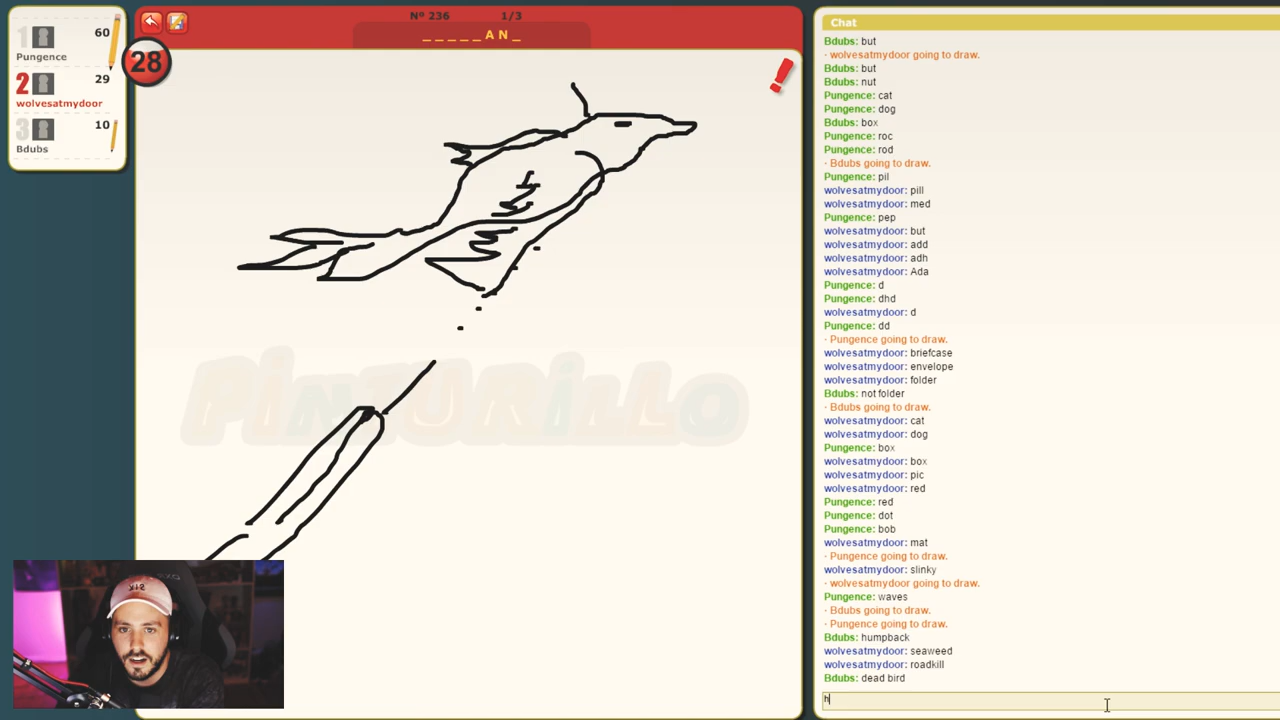 Nº 236 1/3
_ _ _ _ _ A N _
1 60
Pungence
28
2 29
wolvesatmydoor
3 10
Bdubs
PinTURiLLO
SIX
Chat
Bdubs: but
· wolvesatmydoor going to draw.
Bdubs: but
Bdubs: nut
Pungence: cat
Pungence: dog
Bdubs: box
Pungence: roc
Pungence: rod
· Bdubs going to draw.
Pungence: pil
wolvesatmydoor: pill
wolvesatmydoor: med
Pungence: pep
wolvesatmydoor: but
wolvesatmydoor: add
wolvesatmydoor: adh
wolvesatmydoor: Ada
Pungence: d
Pungence: dhd
wolvesatmydoor: d
Pungence: dd
· Pungence going to draw.
wolvesatmydoor: briefcase
wolvesatmydoor: envelope
wolvesatmydoor: folder
Bdubs: not folder
· Bdubs going to draw.
wolvesatmydoor: cat
wolvesatmydoor: dog
Pungence: box
wolvesatmydoor: box
wolvesatmydoor: pic
wolvesatmydoor: red
Pungence: red
Pungence: dot
Pungence: bob
wolvesatmydoor: mat
· Pungence going to draw.
wolvesatmydoor: slinky
· wolvesatmydoor going to draw.
Pungence: waves
· Bdubs going to draw.
· Pungence going to draw.
Bdubs: humpback
wolvesatmydoor: seaweed
wolvesatmydoor: roadkill
Bdubs: dead bird
h